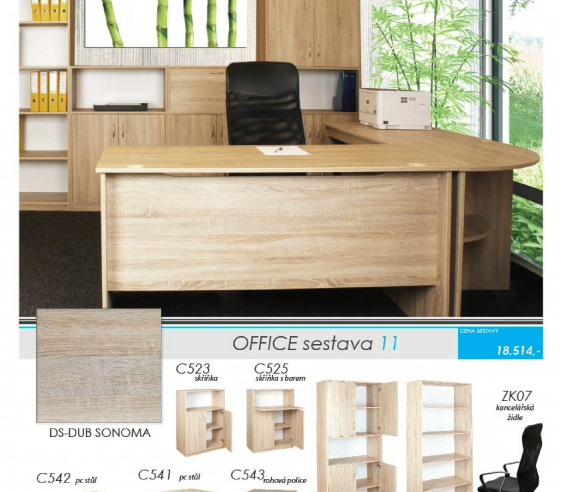 OFFICE sestava 11
CENA SESTAVY
18.514,-
C523
skříňka
C525
skříňka s barem
ZK07
kancelářská
židle
DS-DUB SONOMA
C542 pc stůl
C541 pc stůl
C543 rohová police